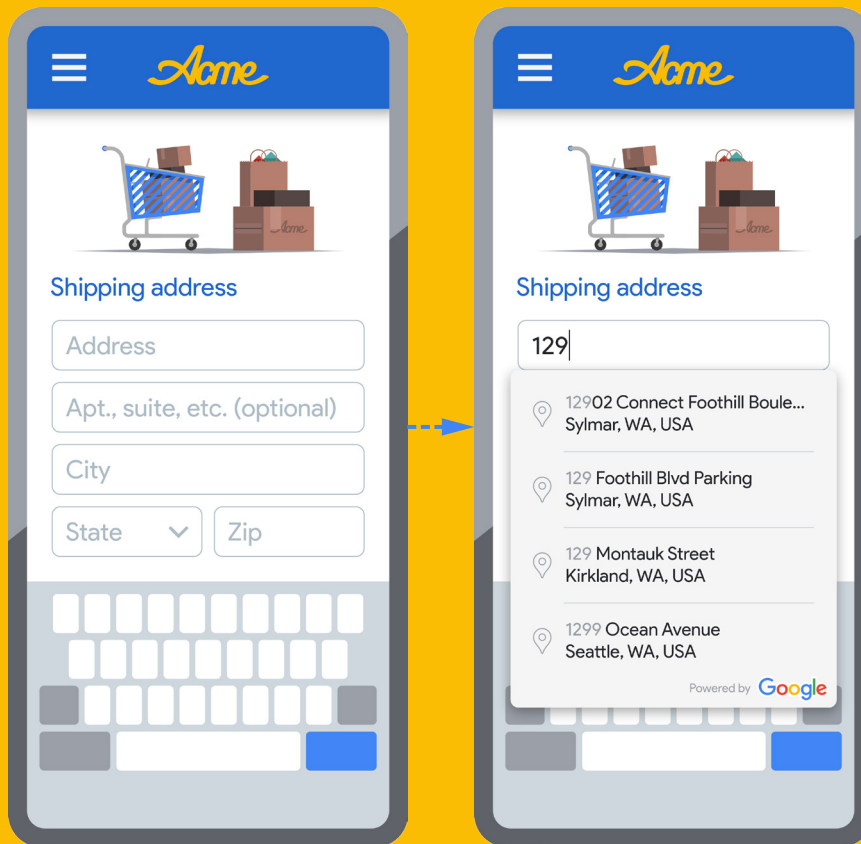 Acme
Acme
Shipping address
Address
Apt., suite, etc. (optional)
City
State
Zip
Acme
Acme
Shipping address
129
12902 Connect Foothill Boule...
Sylmar, WA, USA
129 Foothill Blvd Parking
Sylmar, WA, USA
129 Montauk Street
Kirkland, WA, USA
1299 Ocean Avenue
Seattle, WA, USA
Powered by Google